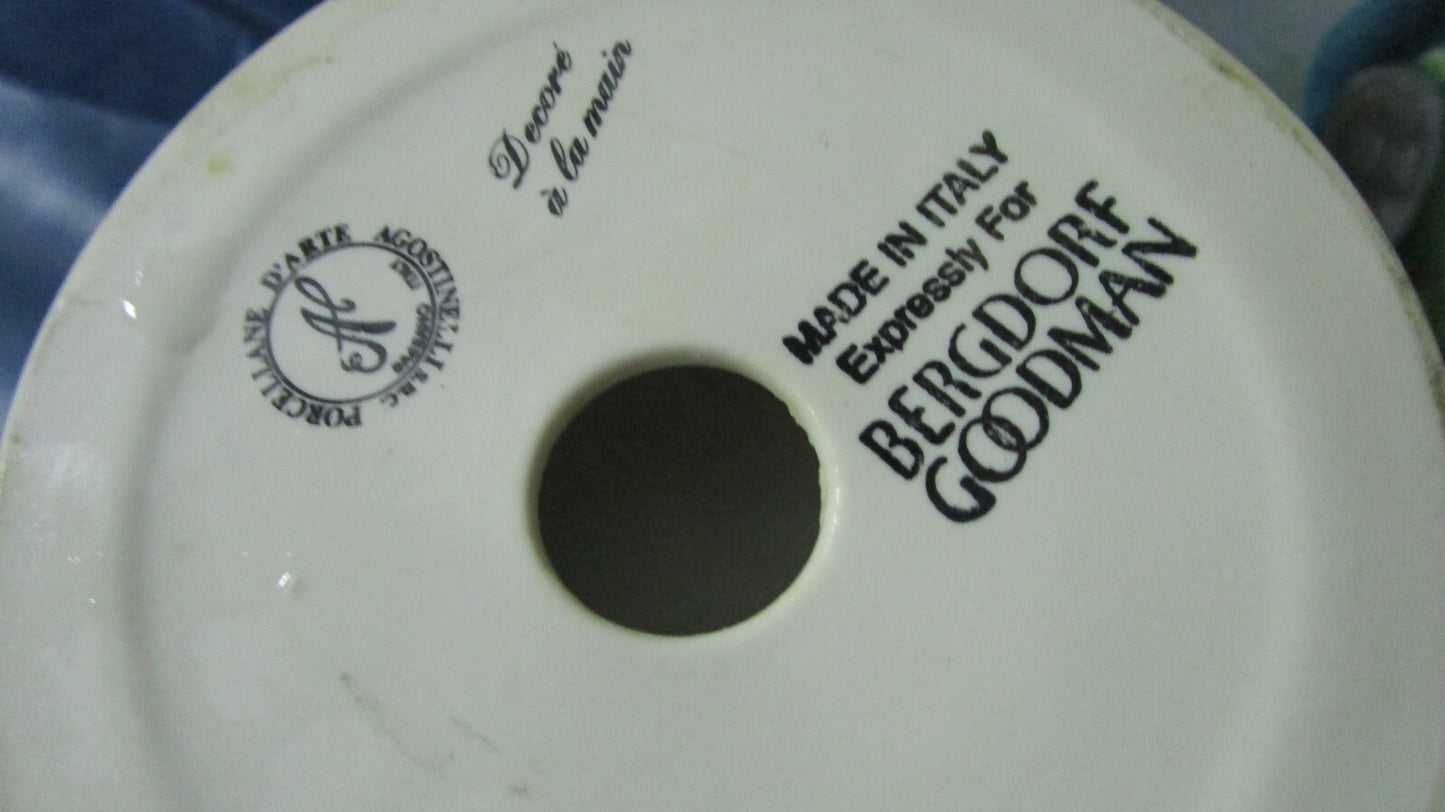 Decoré
à la main
MADE IN ITALY
Expressly For
BERGDORF
GOODMAN
PORCELLANE D'ARTE AGOSTINELLI